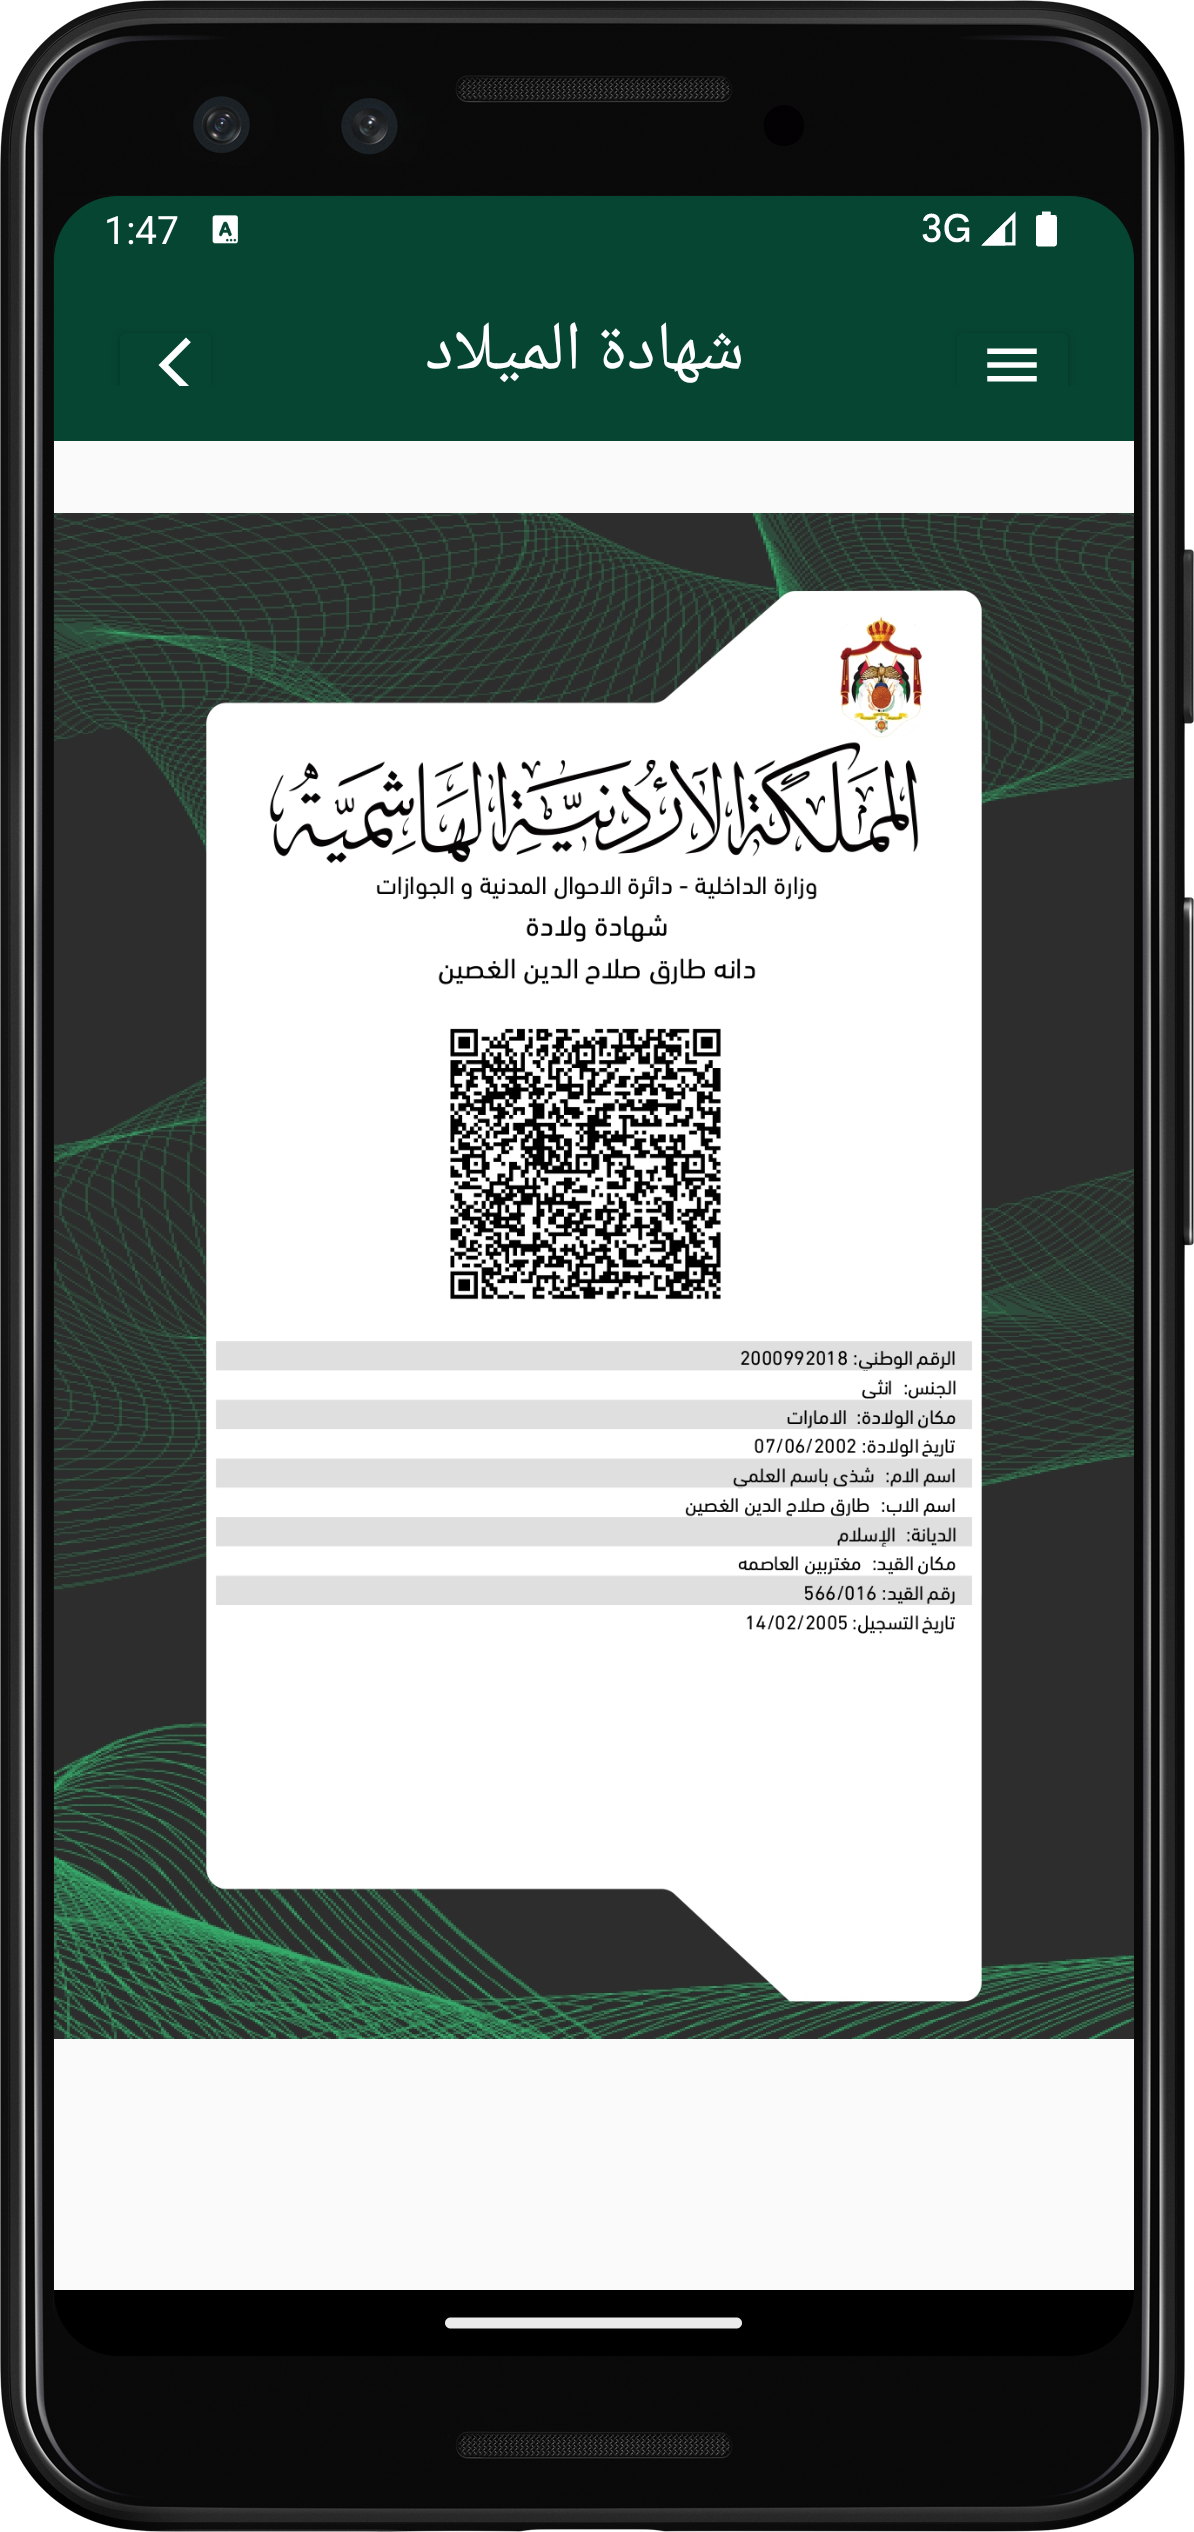 1:47
3G
شهادة الميلاد
المملكة الأردنية الهاشمية
وزارة الداخلية - دائرة الاحوال المدنية و الجوازات
شهادة ولادة
دانه طارق صلاح الدين الغصين
الرقم الوطني: 2000992018
الجنس: انثى
مكان الولادة: الامارات
تاريخ الولادة: 07/06/2002
اسم الام: شذى باسم العلمي
اسم الاب: طارق صلاح الدين الغصين
الديانة: الإسلام
مكان القيد: مغتربين العاصمه
رقم القيد: 566/016
تاريخ التسجيل: 14/02/2005